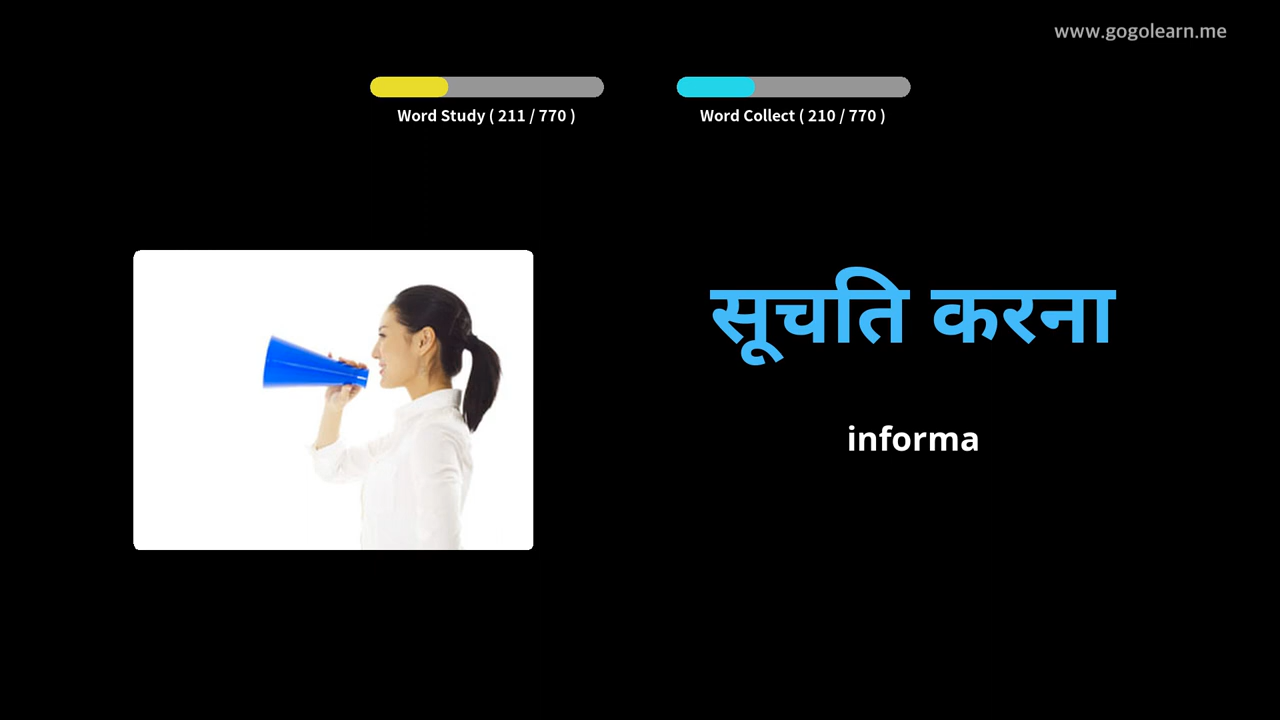 www.gogolearn.me
Word Study ( 211 / 770 )
Word Collect ( 210 / 770 )
सूचति करना
informa